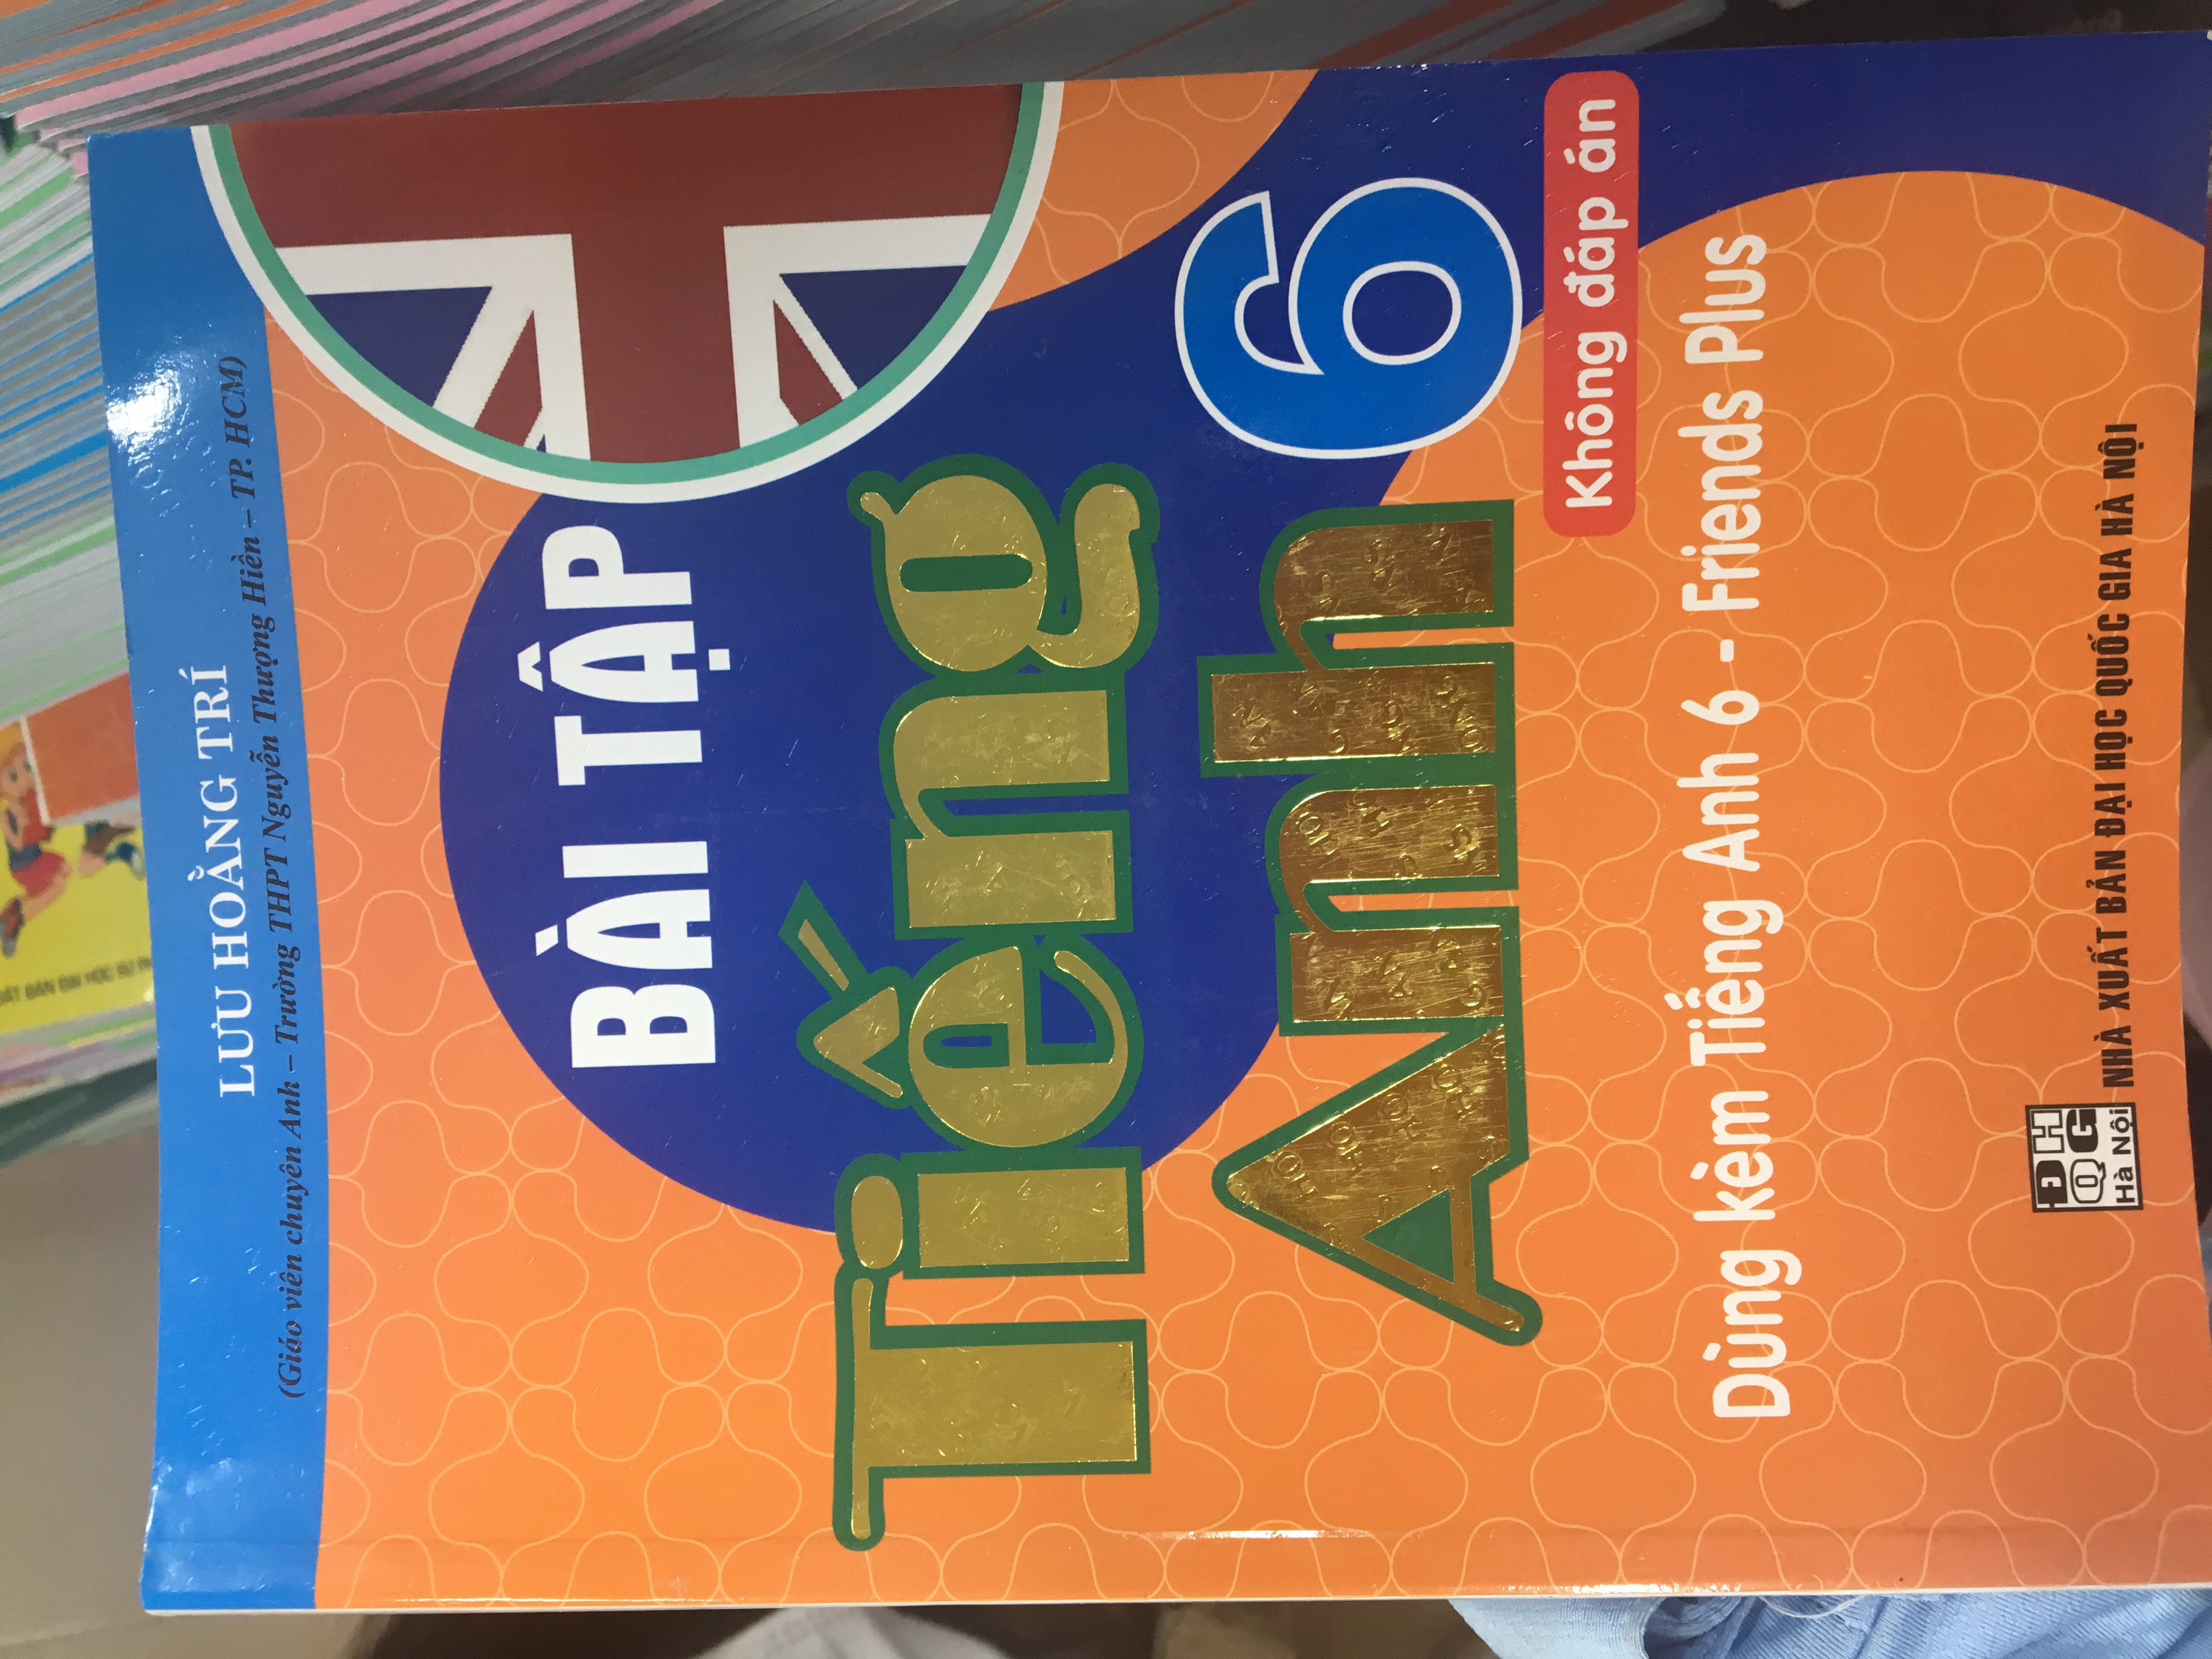 LƯU HOẰNG TRÍ
(Giáo viên chuyên Anh – Trường THPT Nguyễn Thượng Hiền – TP. HCM)
BÀI TẬP
Tiếng
Anh 6
Không đáp án
Dùng kèm Tiếng Anh 6 - Friends Plus
ĐH
QG
Hà Nội
NHÀ XUẤT BẢN ĐẠI HỌC QUỐC GIA HÀ NỘI